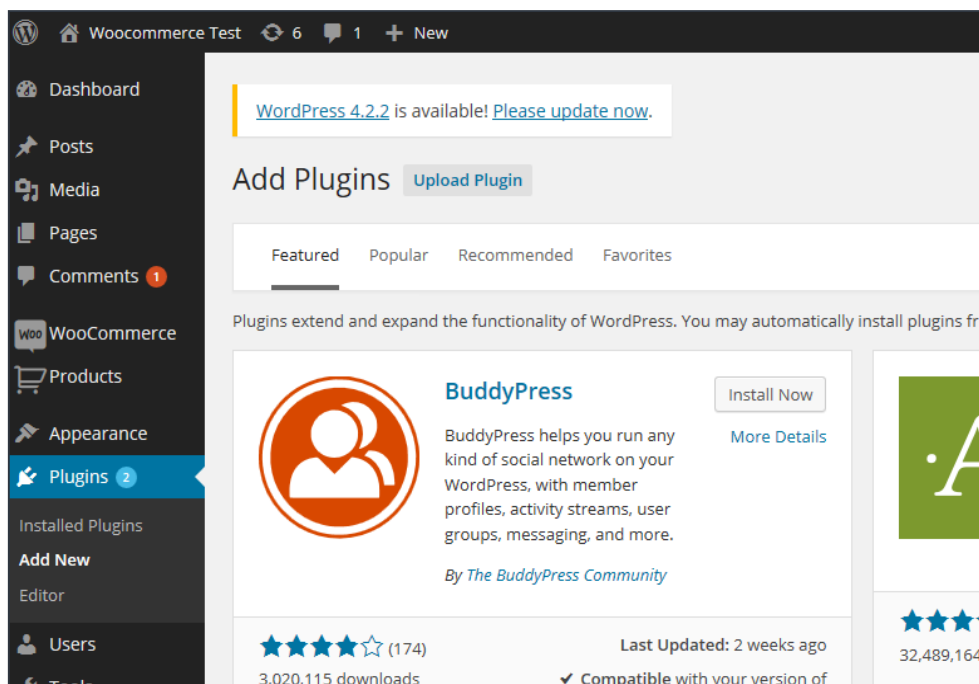 Woocommerce Test 6 1 + New
Dashboard
Posts
Media
Pages
Comments 1
Woo WooCommerce
Products
Appearance
Plugins 2
Installed Plugins
Add New
Editor
Users
WordPress 4.2.2 is available! Please update now.
Add Plugins Upload Plugin
Featured Popular Recommended Favorites
Plugins extend and expand the functionality of WordPress. You may automatically install plugins
BuddyPress
Install Now
More Details
BuddyPress helps you run any
kind of social network on your
WordPress, with member
profiles, activity streams, user
groups, messaging, and more.
By The BuddyPress Community
(174)
3,020,115 downloads
Last Updated: 2 weeks ago
✔ Compatible with your version of
·A
32,489,164